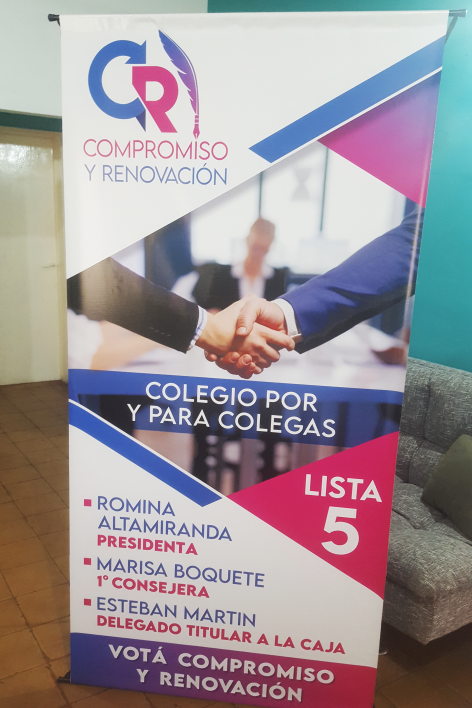 CR
COMPROMISO
Y RENOVACIÓN
COLEGIO POR
Y PARA COLEGAS
LISTA
5
ROMINA
ALTAMIRANDA
PRESIDENTA
MARISA BOQUETE
1° CONSEJERA
ESTEBAN MARTIN
DELEGADO TITULAR A LA CAJA
VOTÁ COMPROMISO
Y RENOVACIÓN